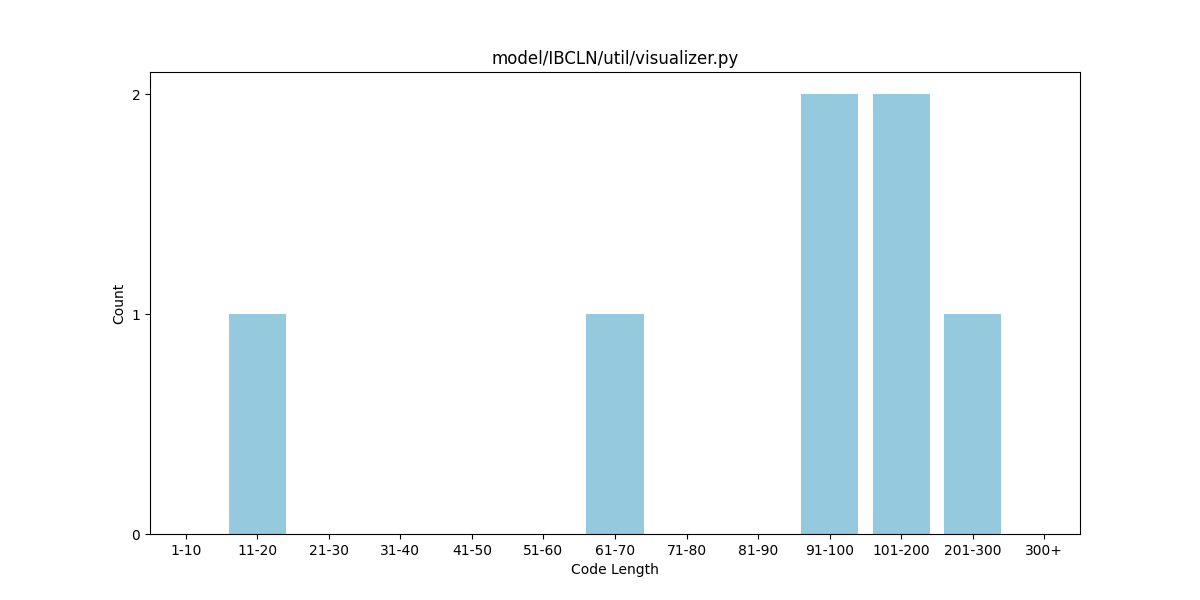 model/IBCLN/util/visualizer.py
Count
2
1
0
1-10 11-20 21-30 31-40 41-50 51-60 61-70 71-80 81-90 91-100 101-200 201-300 300+
Code Length